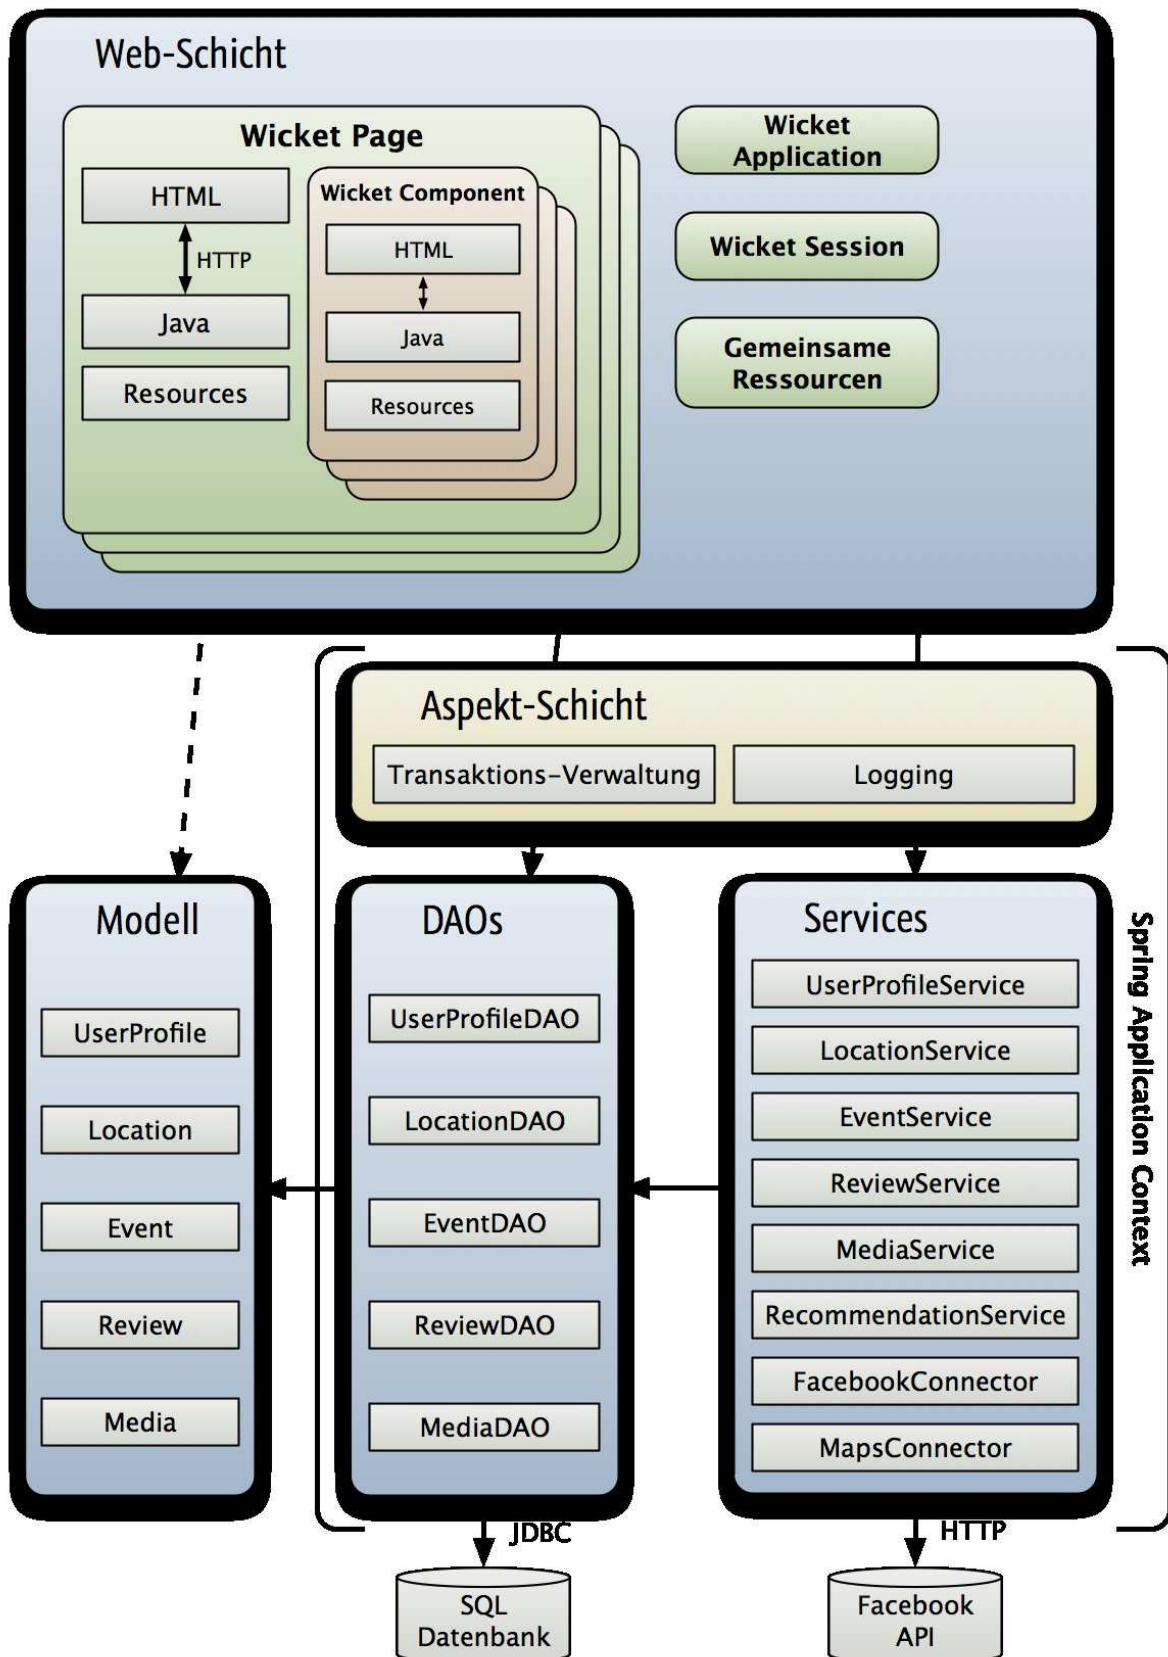 Web-Schicht
Wicket Page
HTML
HTTP
Java
Resources
Wicket Component
HTML
Java
Resources
Wicket
Application
Wicket Session
Gemeinsame
Ressourcen
Aspekt-Schicht
Transaktions-Verwaltung
Logging
Modell
UserProfile
Location
Event
Review
Media
DAOs
UserProfileDAO
LocationDAO
EventDAO
ReviewDAO
MediaDAO
Services
UserProfileService
LocationService
EventService
ReviewService
MediaService
RecommendationService
FacebookConnector
MapsConnector
Spring Application Context
JDBC
HTTP
SQL
Datenbank
Facebook
API